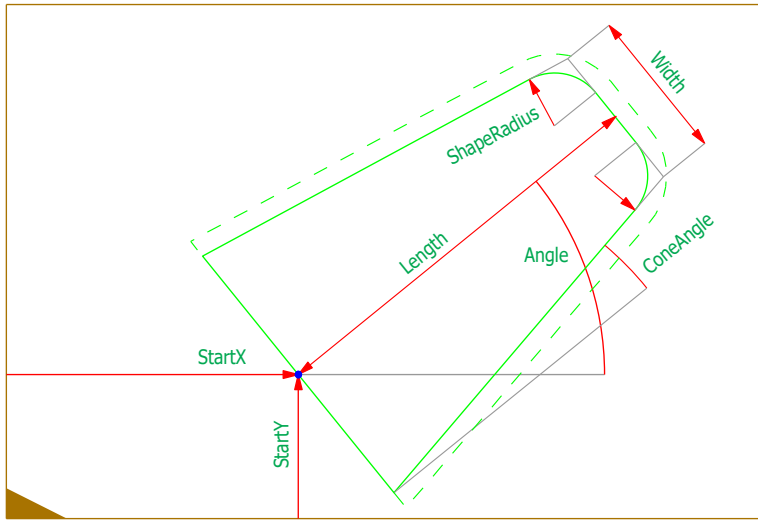 Width
ShapeRadius
ConeAngle
Length
Angle
StartX
StartY